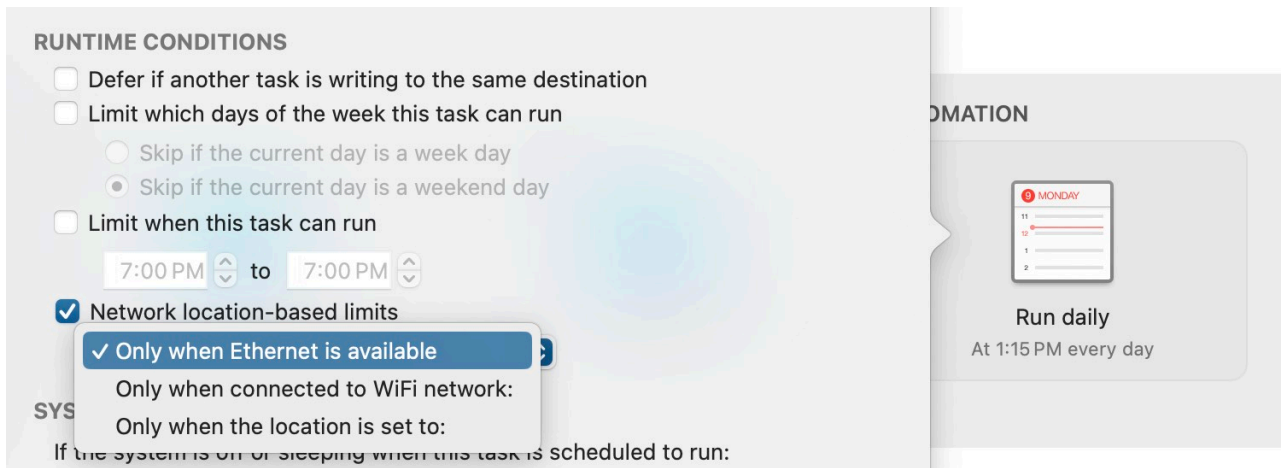 RUNTIME CONDITIONS
Defer if another task is writing to the same destination
Limit which days of the week this task can run
Skip if the current day is a week day
Skip if the current day is a weekend day
Limit when this task can run
7:00 PM to 7:00 PM
Network location-based limits
✓ Only when Ethernet is available
Only when connected to WiFi network:
Only when the location is set to:
SYS
If the system is off or sleeping when this task is scheduled to run:
OMATION
9 MONDAY
11
12
1
2
Run daily
At 1:15 PM every day